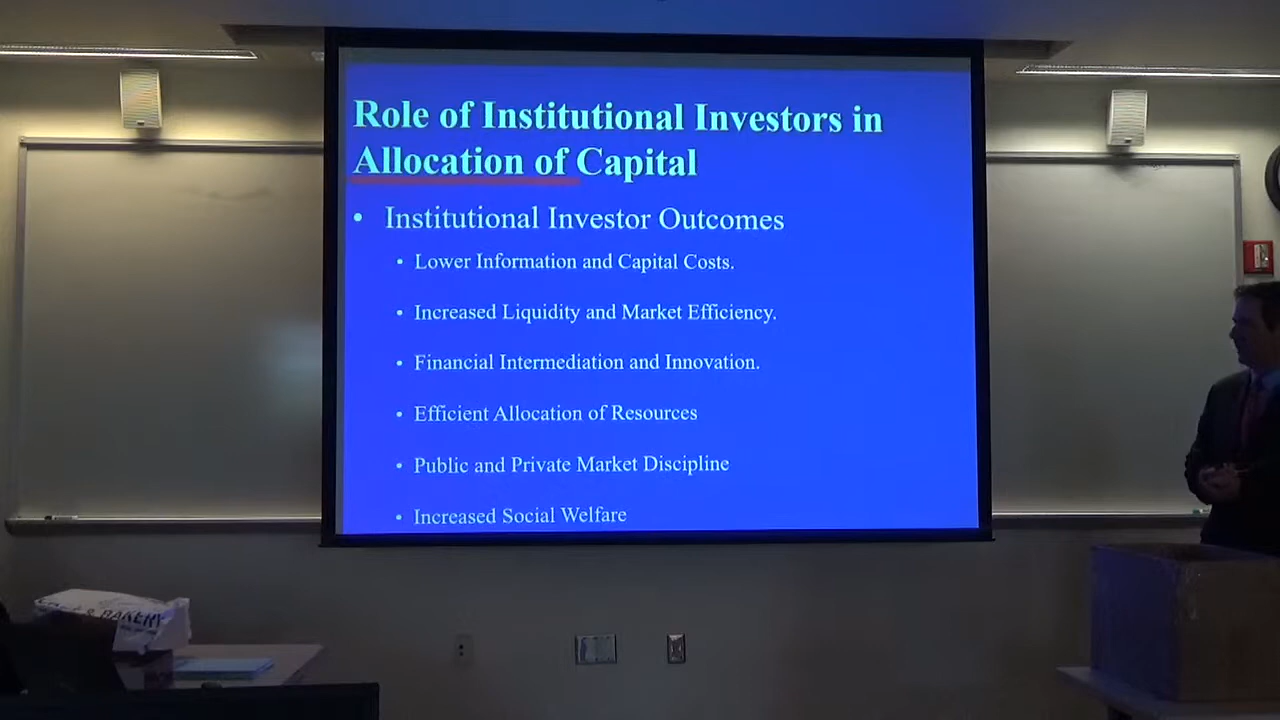 Role of Institutional Investors in
Allocation of Capital
• Institutional Investor Outcomes
• Lower Information and Capital Costs.
• Increased Liquidity and Market Efficiency.
• Financial Intermediation and Innovation.
• Efficient Allocation of Resources
• Public and Private Market Discipline
• Increased Social Welfare
& BAKERY